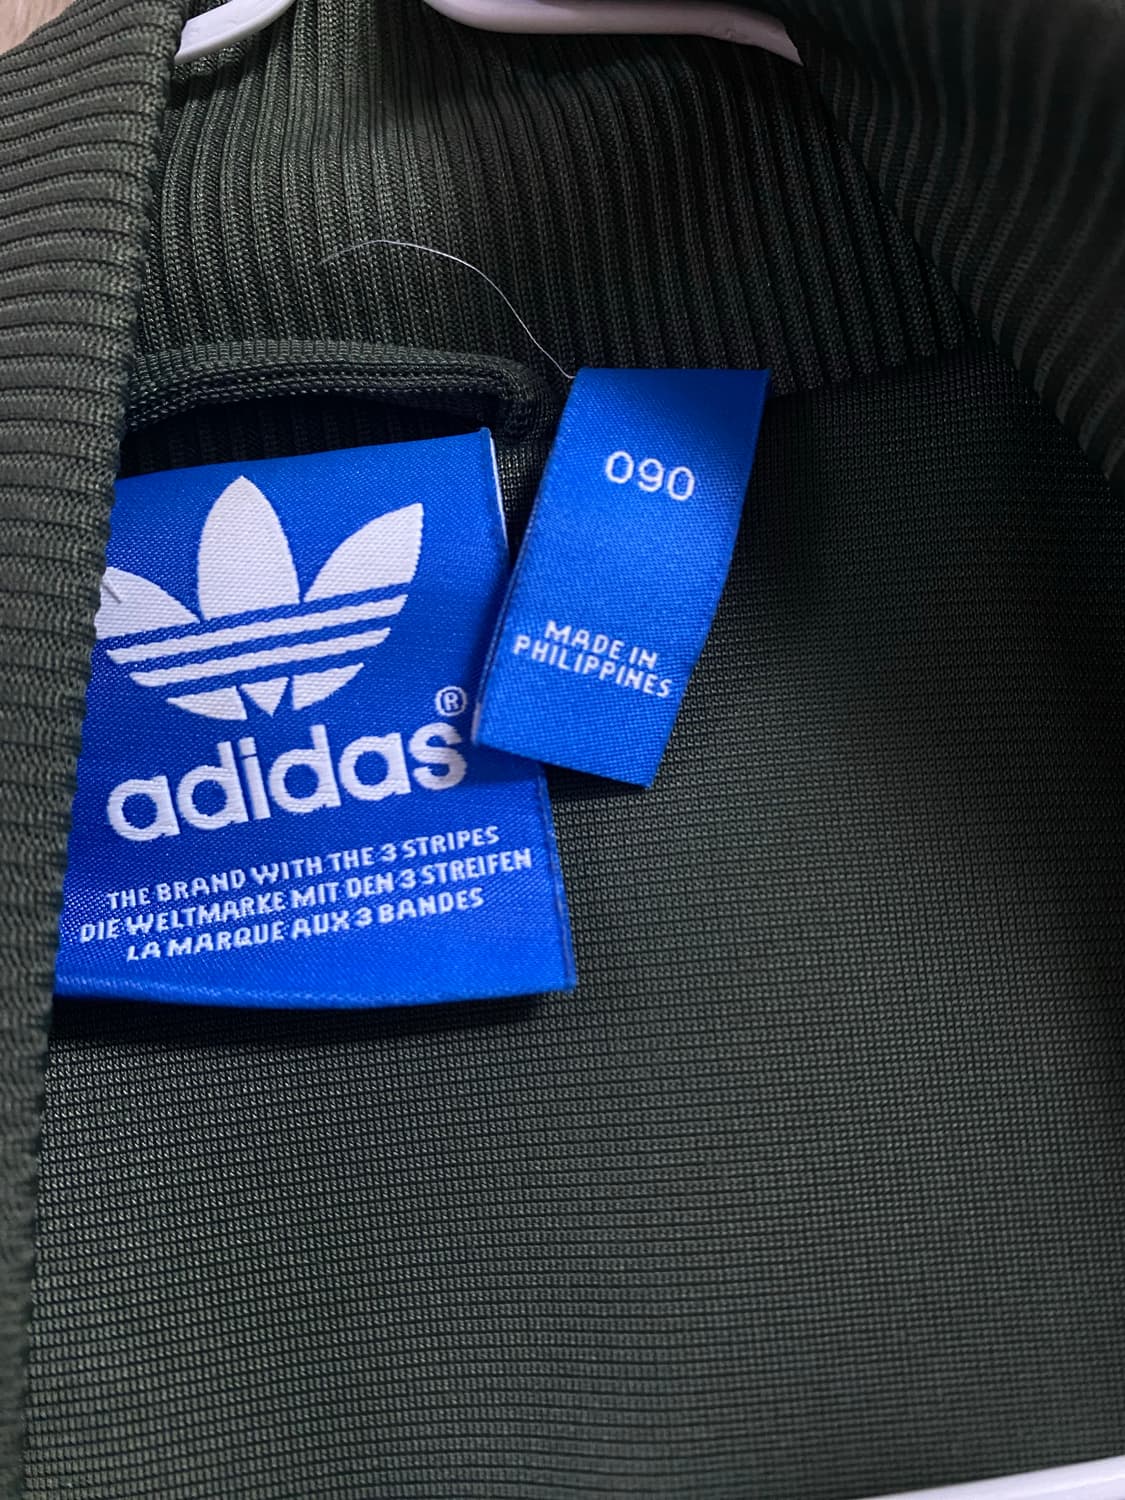 090
MADE IN
PHILIPPINES
adidas®
THE BRAND WITH THE 3 STRIPES
DIE WELTMARKE MIT DEN 3 STREIFEN
LA MARQUE AUX 3 BANDES